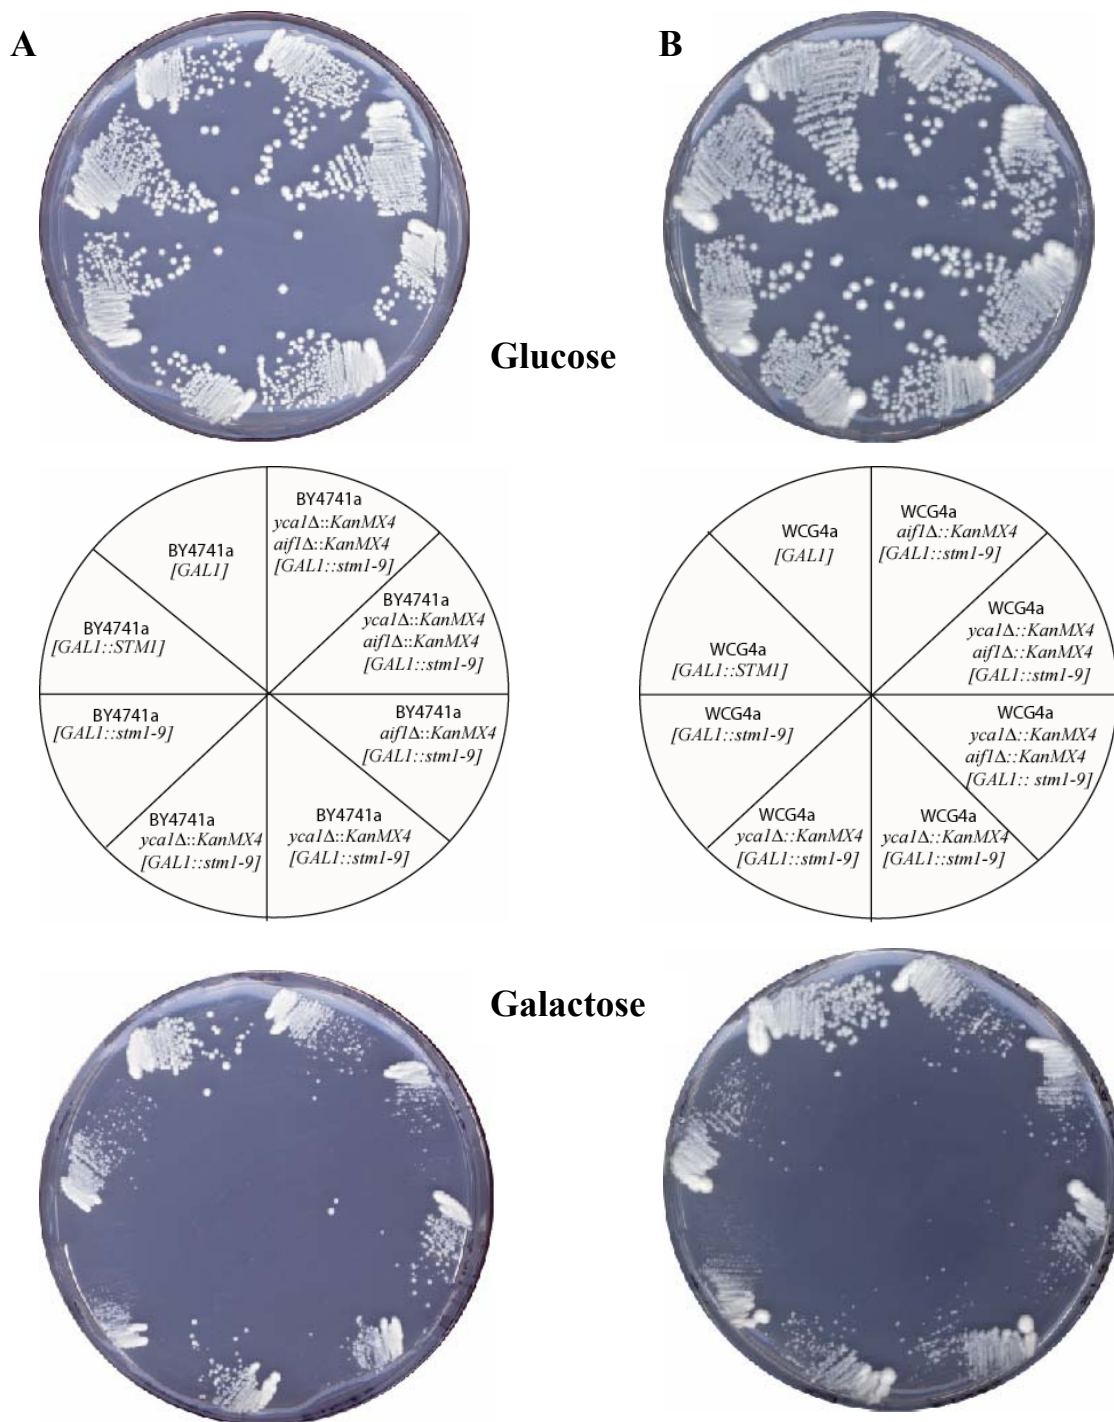 A
B
Glucose
BY4741a
[GAL1]
BY4741a
yca1Δ::KanMX4
aif1Δ::KanMX4
[GAL1::stm1-9]
BY4741a
yca1Δ::KanMX4
aif1Δ::KanMX4
[GAL1::stm1-9]
BY4741a
aif1Δ::KanMX4
[GAL1::stm1-9]
BY4741a
yca1Δ::KanMX4
[GAL1::stm1-9]
BY4741a
yca1Δ::KanMX4
[GAL1::stm1-9]
BY4741a
[GAL1::stm1-9]
BY4741a
[GAL1::STM1]
WCG4a
[GAL1]
WCG4a
aif1Δ::KanMX4
[GAL1::stm1-9]
WCG4a
yca1Δ::KanMX4
aif1Δ::KanMX4
[GAL1::stm1-9]
WCG4a
yca1Δ::KanMX4
aif1Δ::KanMX4
[GAL1:: stm1-9]
WCG4a
yca1Δ::KanMX4
[GAL1::stm1-9]
WCG4a
yca1Δ::KanMX4
[GAL1::stm1-9]
WCG4a
[GAL1::stm1-9]
WCG4a
[GAL1::STM1]
Galactose